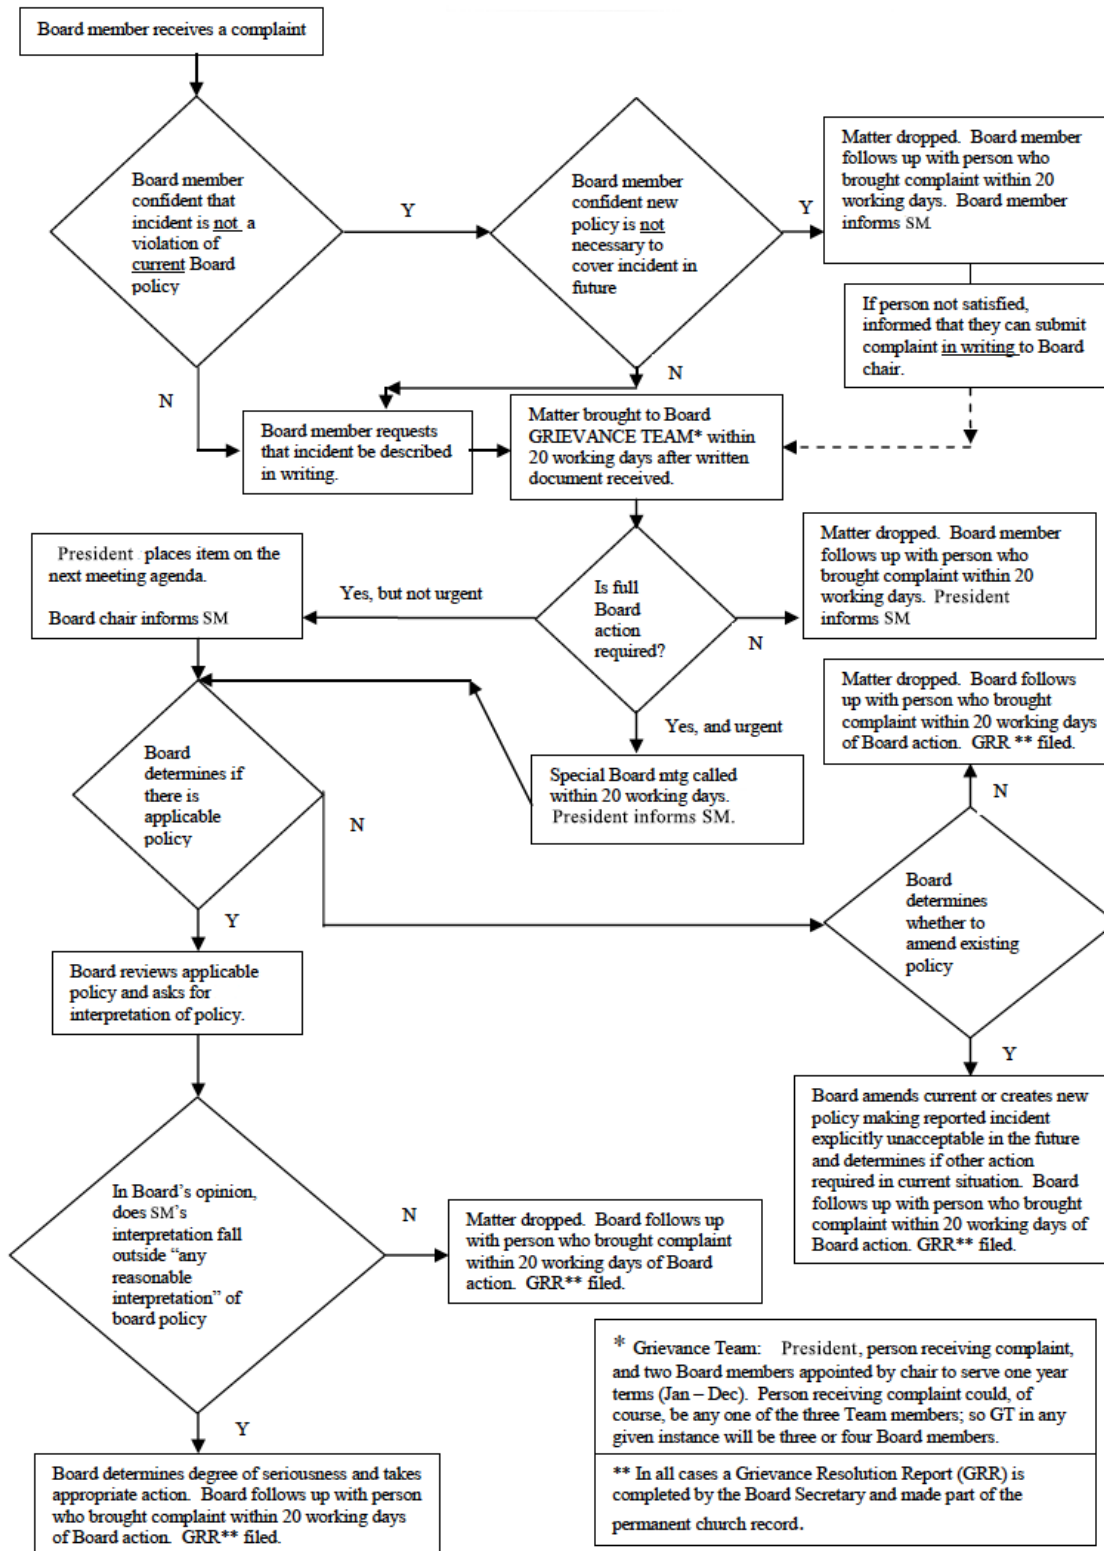 Board member receives a complaint
Board member
confident that
incident is not a
violation of
current Board
policy
Y
Board member
confident new
policy is not
necessary to
cover incident in
future
Y
Matter dropped. Board member
follows up with person who
brought complaint within 20
working days. Board member
informs SM
If person not satisfied,
informed that they can submit
complaint in writing to Board
chair.
N
N
Board member requests
that incident be described
in writing.
Matter brought to Board
GRIEVANCE TEAM* within
20 working days after written
document received.
President places item on the
next meeting agenda.
Board chair informs SM
Yes, but not urgent
Is full
Board
action
required?
N
Matter dropped. Board member
follows up with person who
brought complaint within 20
working days. President
informs SM
Yes, and urgent
Special Board mtg called
within 20 working days.
President informs SM.
Board
determines if
there is
applicable
policy
N
Matter dropped. Board follows
up with person who brought
complaint within 20 working days
of Board action. GRR ** filed.
N
Board
determines
whether to
amend existing
policy
Y
Y
Board reviews applicable
policy and asks for
interpretation of policy.
Board amends current or creates new
policy making reported incident
explicitly unacceptable in the future
and determines if other action
required in current situation. Board
follows up with person who brought
complaint within 20 working days of
Board action. GRR** filed.
In Board’s opinion,
does SM’s
interpretation fall
outside “any
reasonable
interpretation” of
board policy
N
Matter dropped. Board follows up
with person who brought complaint
within 20 working days of Board
action. GRR** filed.
Y
Board determines degree of seriousness and takes
appropriate action. Board follows up with person
who brought complaint within 20 working days
of Board action. GRR** filed.
* Grievance Team: President, person receiving complaint,
and two Board members appointed by chair to serve one year
terms (Jan – Dec). Person receiving complaint could, of
course, be any one of the three Team members; so GT in any
given instance will be three or four Board members.
** In all cases a Grievance Resolution Report (GRR) is
completed by the Board Secretary and made part of the
permanent church record.